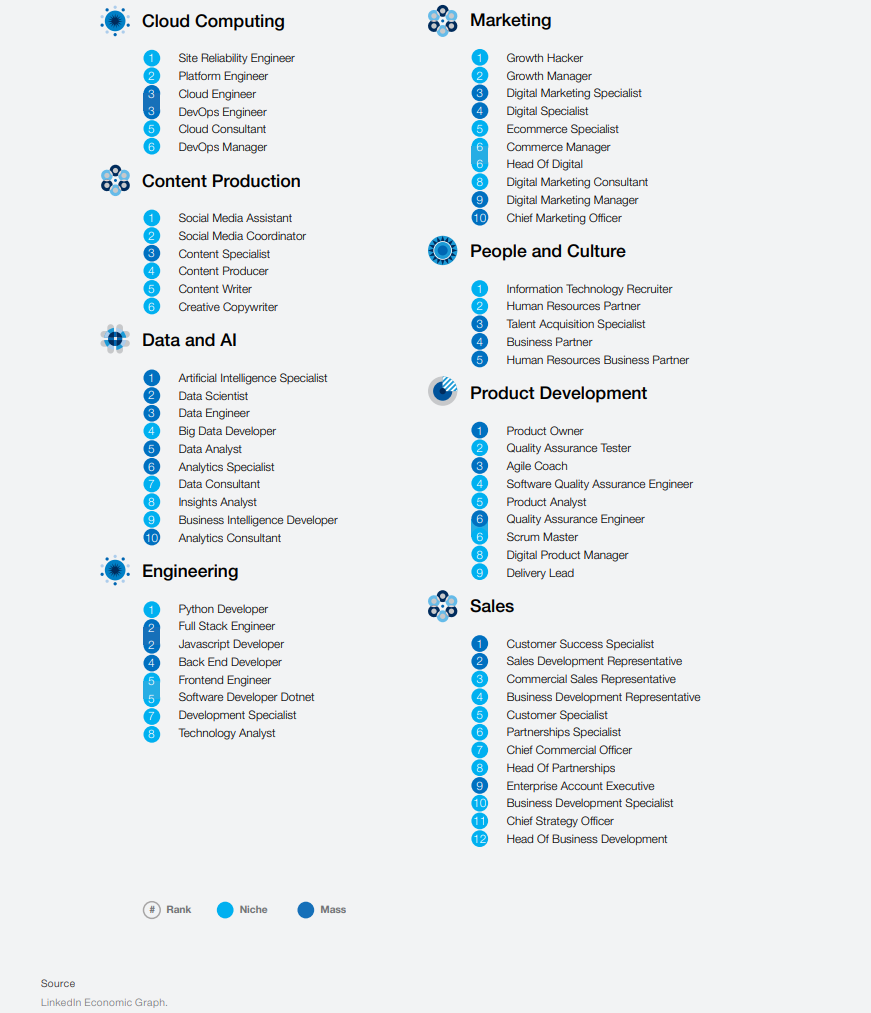 Cloud Computing
1 Site Reliability Engineer
2 Platform Engineer
3 Cloud Engineer
3 DevOps Engineer
5 Cloud Consultant
6 DevOps Manager
Content Production
1 Social Media Assistant
2 Social Media Coordinator
3 Content Specialist
4 Content Producer
5 Content Writer
6 Creative Copywriter
Data and AI
1 Artificial Intelligence Specialist
2 Data Scientist
3 Data Engineer
4 Big Data Developer
5 Data Analyst
6 Analytics Specialist
7 Data Consultant
8 Insights Analyst
9 Business Intelligence Developer
10 Analytics Consultant
Engineering
1 Python Developer
2 Full Stack Engineer
2 Javascript Developer
4 Back End Developer
5 Frontend Engineer
5 Software Developer Dotnet
7 Development Specialist
8 Technology Analyst
Marketing
1 Growth Hacker
2 Growth Manager
3 Digital Marketing Specialist
4 Digital Specialist
5 Ecommerce Specialist
6 Commerce Manager
6 Head Of Digital
8 Digital Marketing Consultant
9 Digital Marketing Manager
10 Chief Marketing Officer
People and Culture
1 Information Technology Recruiter
2 Human Resources Partner
3 Talent Acquisition Specialist
4 Business Partner
5 Human Resources Business Partner
Product Development
1 Product Owner
2 Quality Assurance Tester
3 Agile Coach
4 Software Quality Assurance Engineer
5 Product Analyst
6 Quality Assurance Engineer
6 Scrum Master
8 Digital Product Manager
9 Delivery Lead
Sales
1 Customer Success Specialist
2 Sales Development Representative
3 Commercial Sales Representative
4 Business Development Representative
5 Customer Specialist
6 Partnerships Specialist
7 Chief Commercial Officer
8 Head Of Partnerships
9 Enterprise Account Executive
10 Business Development Specialist
11 Chief Strategy Officer
12 Head Of Business Development
# Rank Niche Mass
Source
LinkedIn Economic Graph.